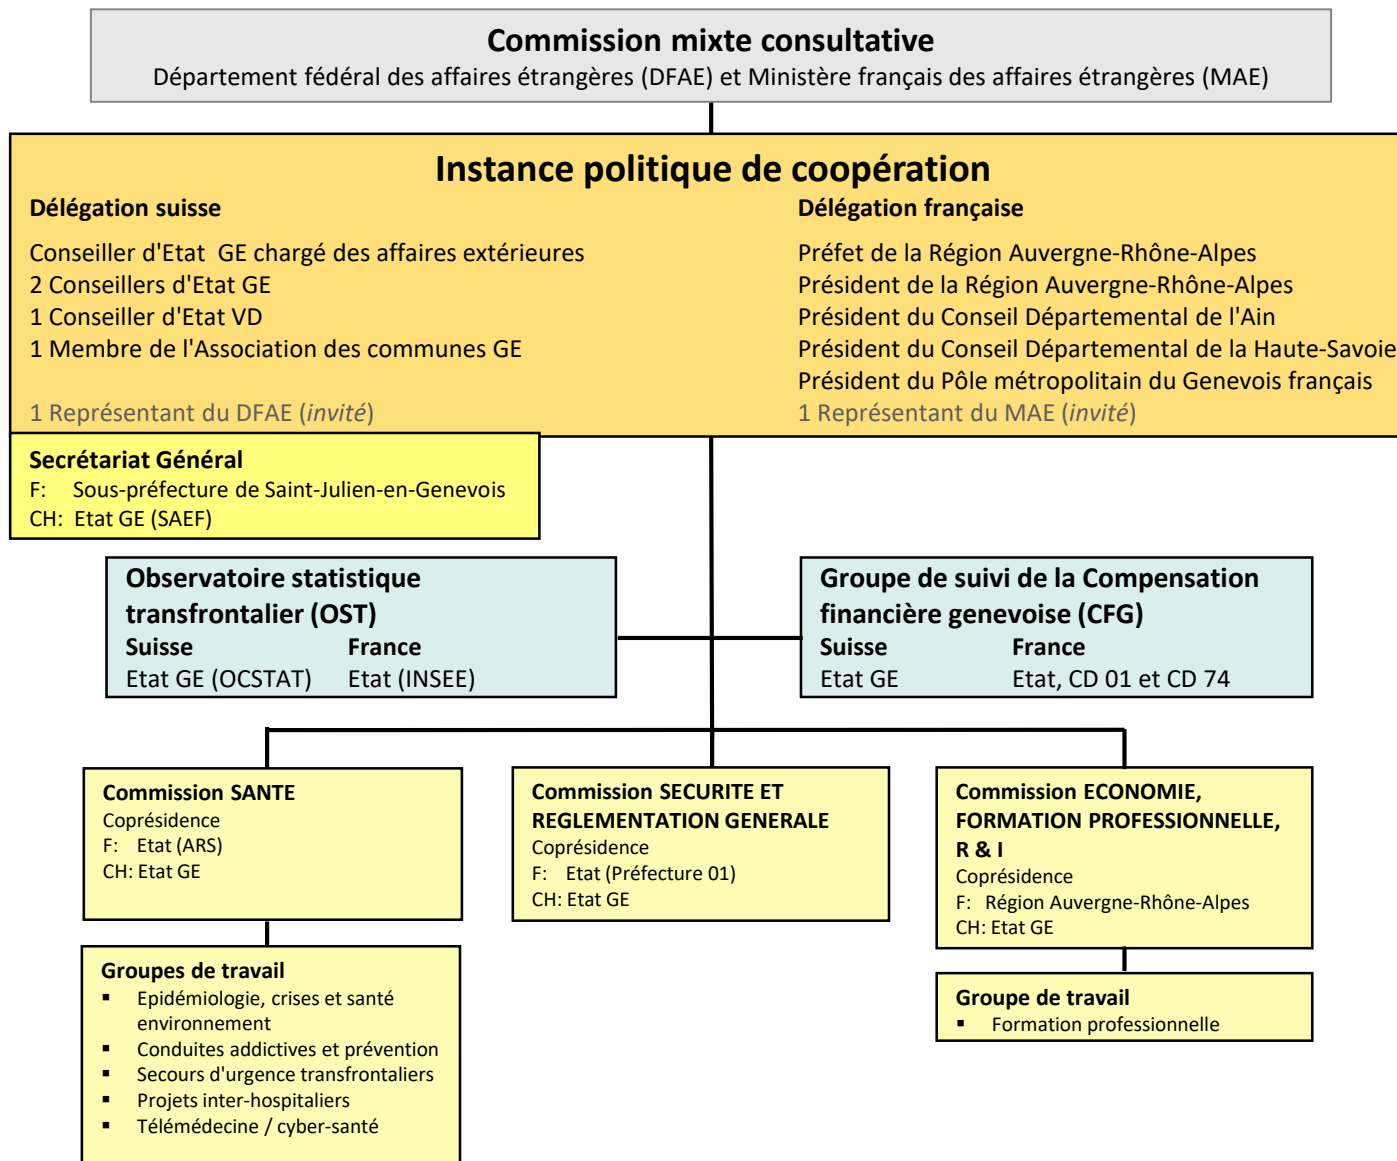 Commission mixte consultative
Département fédéral des affaires étrangères (DFAE) et Ministère français des affaires étrangères (MAE)
Instance politique de coopération
Délégation suisse
Conseiller d'Etat GE chargé des affaires extérieures
2 Conseillers d'Etat GE
1 Conseiller d'Etat VD
1 Membre de l'Association des communes GE
1 Représentant du DFAE (invité)
Délégation française
Préfet de la Région Auvergne-Rhône-Alpes
Président de la Région Auvergne-Rhône-Alpes
Président du Conseil Départemental de l'Ain
Président du Conseil Départemental de la Haute-Savoie
Président du Pôle métropolitain du Genevois français
1 Représentant du MAE (invité)
Secrétariat Général
F: Sous-préfecture de Saint-Julien-en-Genevois
CH: Etat GE (SAEF)
Observatoire statistique
transfrontalier (OST)
Suisse France
Etat GE (OCSTAT) Etat (INSEE)
Groupe de suivi de la Compensation
financière genevoise (CFG)
Suisse France
Etat GE Etat, CD 01 et CD 74
Commission SANTE
Coprésidence
F: Etat (ARS)
CH: Etat GE
Groupes de travail
▪ Epidémiologie, crises et santé
environnement
▪ Conduites addictives et prévention
▪ Secours d'urgence transfrontaliers
▪ Projets inter-hospitaliers
▪ Télémédecine / cyber-santé
Commission SECURITE ET
REGLEMENTATION GENERALE
Coprésidence
F: Etat (Préfecture 01)
CH: Etat GE
Commission ECONOMIE,
FORMATION PROFESSIONNELLE,
R & I
Coprésidence
F: Région Auvergne-Rhône-Alpes
CH: Etat GE
Groupe de travail
▪ Formation professionnelle